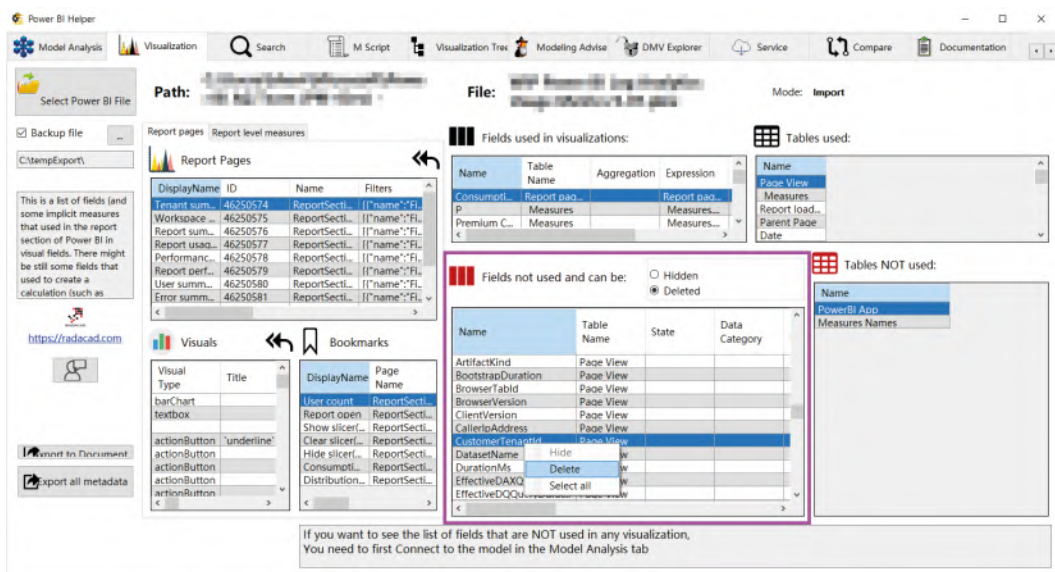 Power BI Helper
Model Analysis
Visualization
Search
M Script
Visualization Tree
Modeling Advise
DMV Explorer
Service
Compare
Documentation
Select Power BI File
Path:
File:
Mode: Import
Backup file
...
C:\tempExport\
This is a list of fields (and
some implicit measures
that used in the report
section of Power BI in
visual fields. There might
be still some fields that
used to create a
calculation (such as
https://radacad.com
Export to Document
Export all metadata
Report pages Report level measures
Report Pages
DisplayName ID Name Filters
Tenant sum... 46250574 ReportSecti... [{"name":"Fi...
Workspace ... 46250575 ReportSecti... [{"name":"Fi...
Report sum... 46250576 ReportSecti... [{"name":"Fi...
Report usag... 46250577 ReportSecti... [{"name":"Fi...
Performanc... 46250578 ReportSecti... [{"name":"Fi...
Report perf... 46250579 ReportSecti... [{"name":"Fi...
User summ... 46250580 ReportSecti... [{"name":"Fi...
Error summ... 46250581 ReportSecti... [{"name":"Fi...
Visuals
Visual
Type
Title
barChart
textbox
actionButton 'underline'
actionButton
actionButton
actionButton
actionButton
Bookmarks
DisplayName
Page
Name
User count ReportSecti...
Report open ReportSecti...
Show slicer(... ReportSecti...
Clear slicer(... ReportSecti...
Hide slicer(... ReportSecti...
Consumpti... ReportSecti...
Distribution... ReportSecti...
Fields used in visualizations:
Name
Table
Name
Aggregation Expression
Consumpti... Report pag... Report pag...
P Measures Measures...
Premium C... Measures Measures...
Tables used:
Name
Page View
Measures
Report load...
Parent Page
Date
Fields not used and can be:
Hidden
Deleted
Name
Table
Name
State
Data
Category
ArtifactKind Page View
BootstrapDuration Page View
BrowserTabId Page View
BrowserVersion Page View
ClientVersion Page View
CallerIpAddress Page View
CustomerTenantId Page View
DatasetName
DurationMs
EffectiveDAXQ
Hide
Delete
Select all
Tables NOT used:
Name
PowerBI App
Measures Names
If you want to see the list of fields that are NOT used in any visualization,
You need to first Connect to the model in the Model Analysis tab